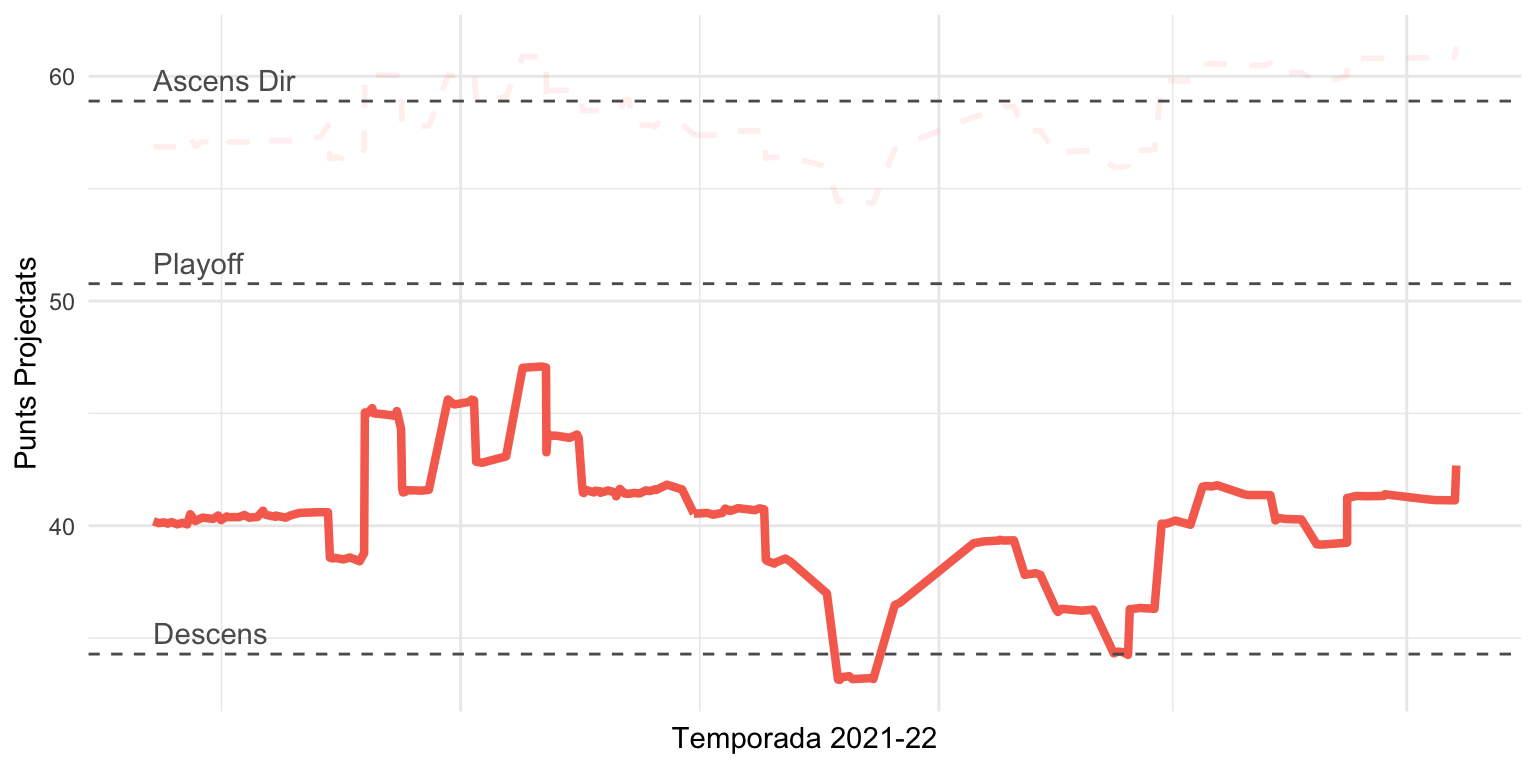 60
Ascens Dir
Playoff
50
40
Descens
Punts Projectats
Temporada 2021-22